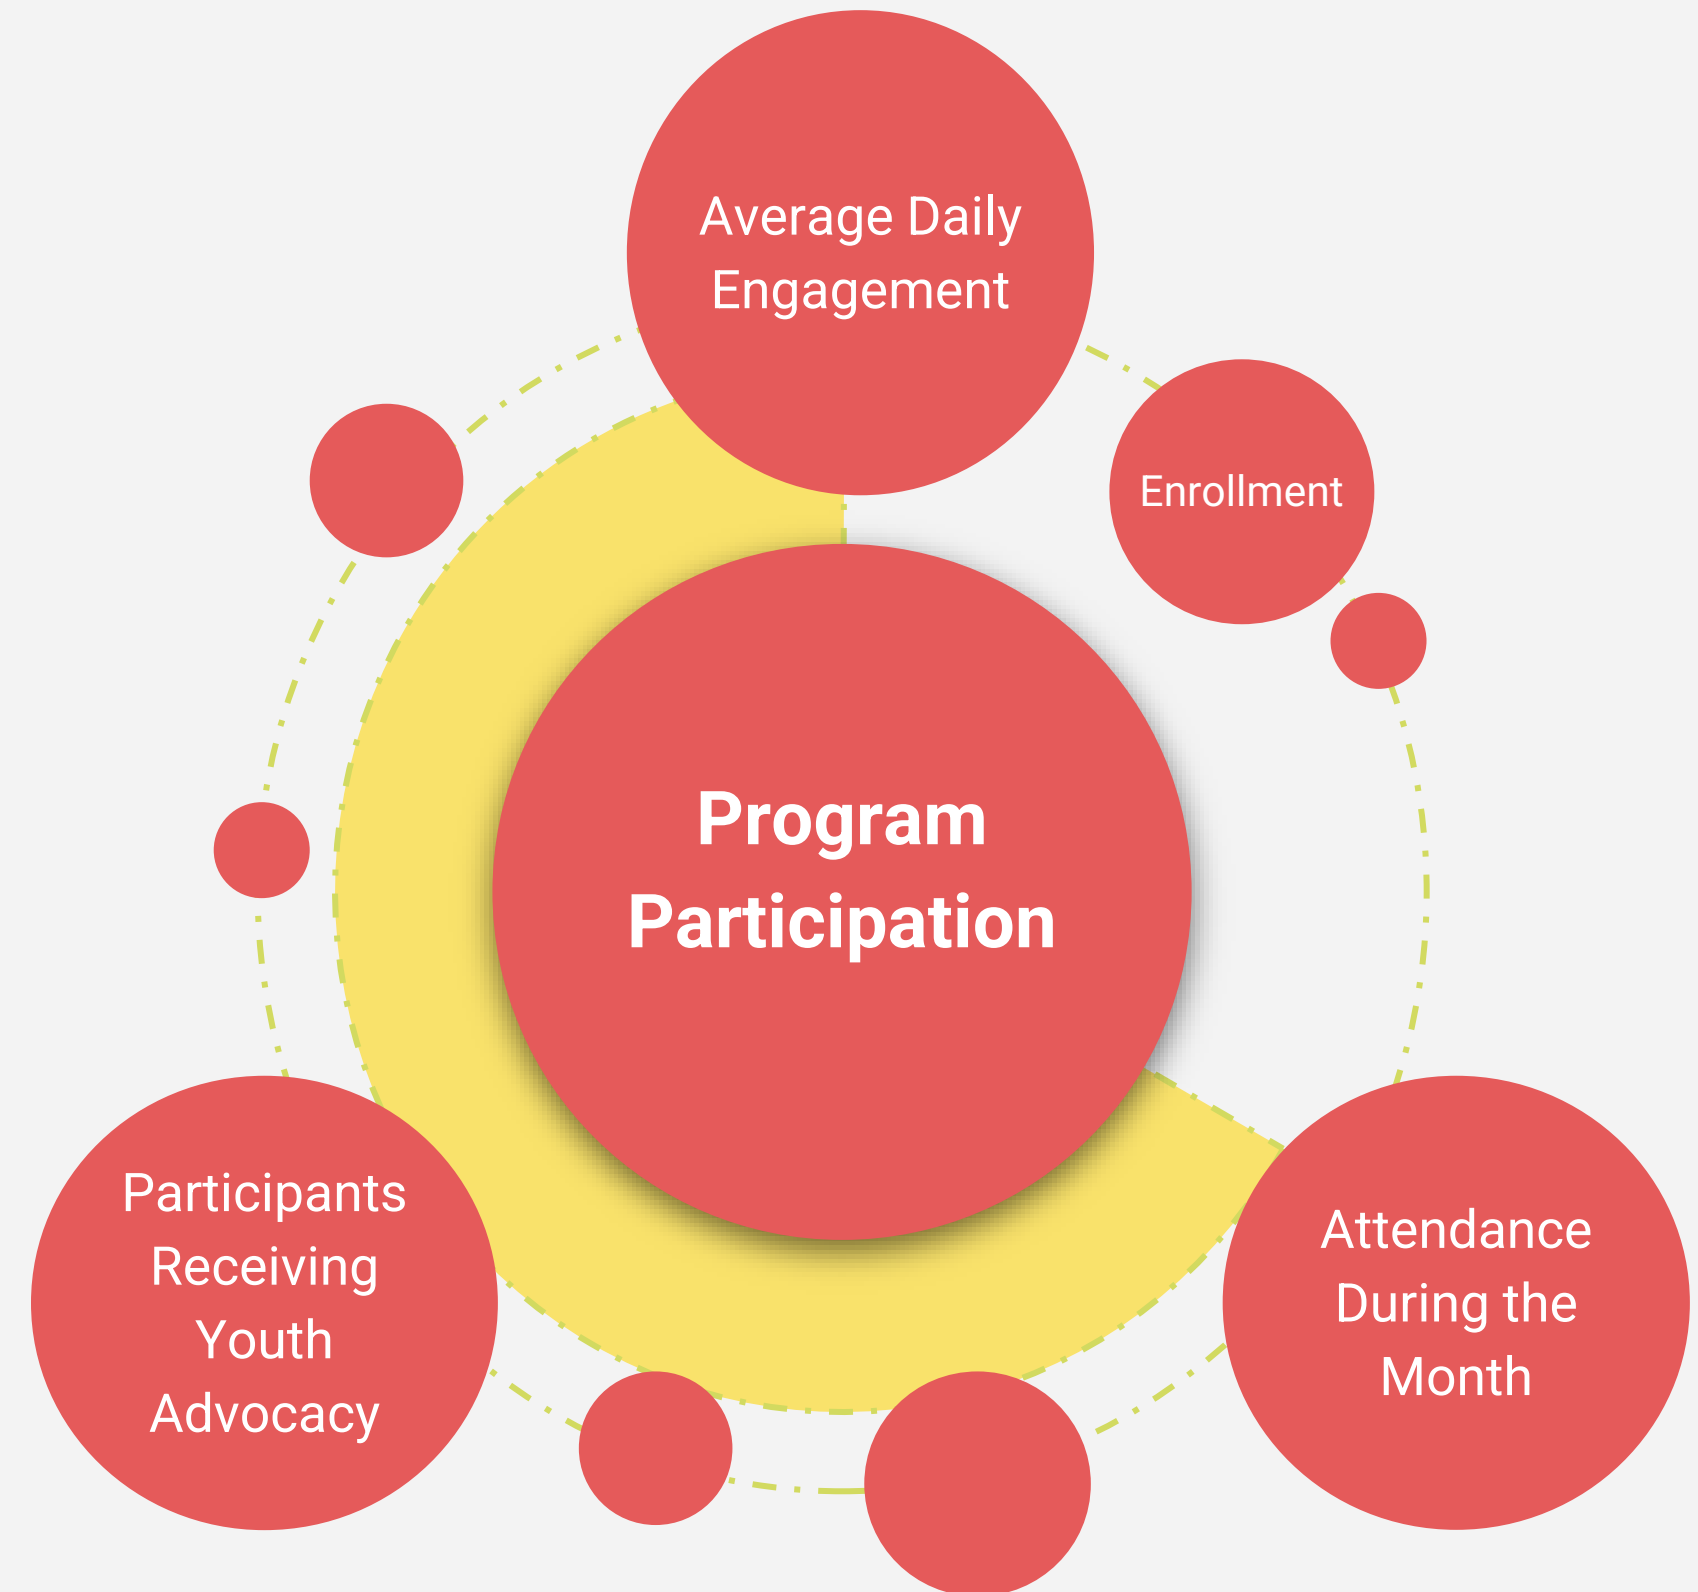 Average Daily
Engagement
Enrollment
Program
Participation
Participants
Receiving
Youth
Advocacy
Attendance
During the
Month